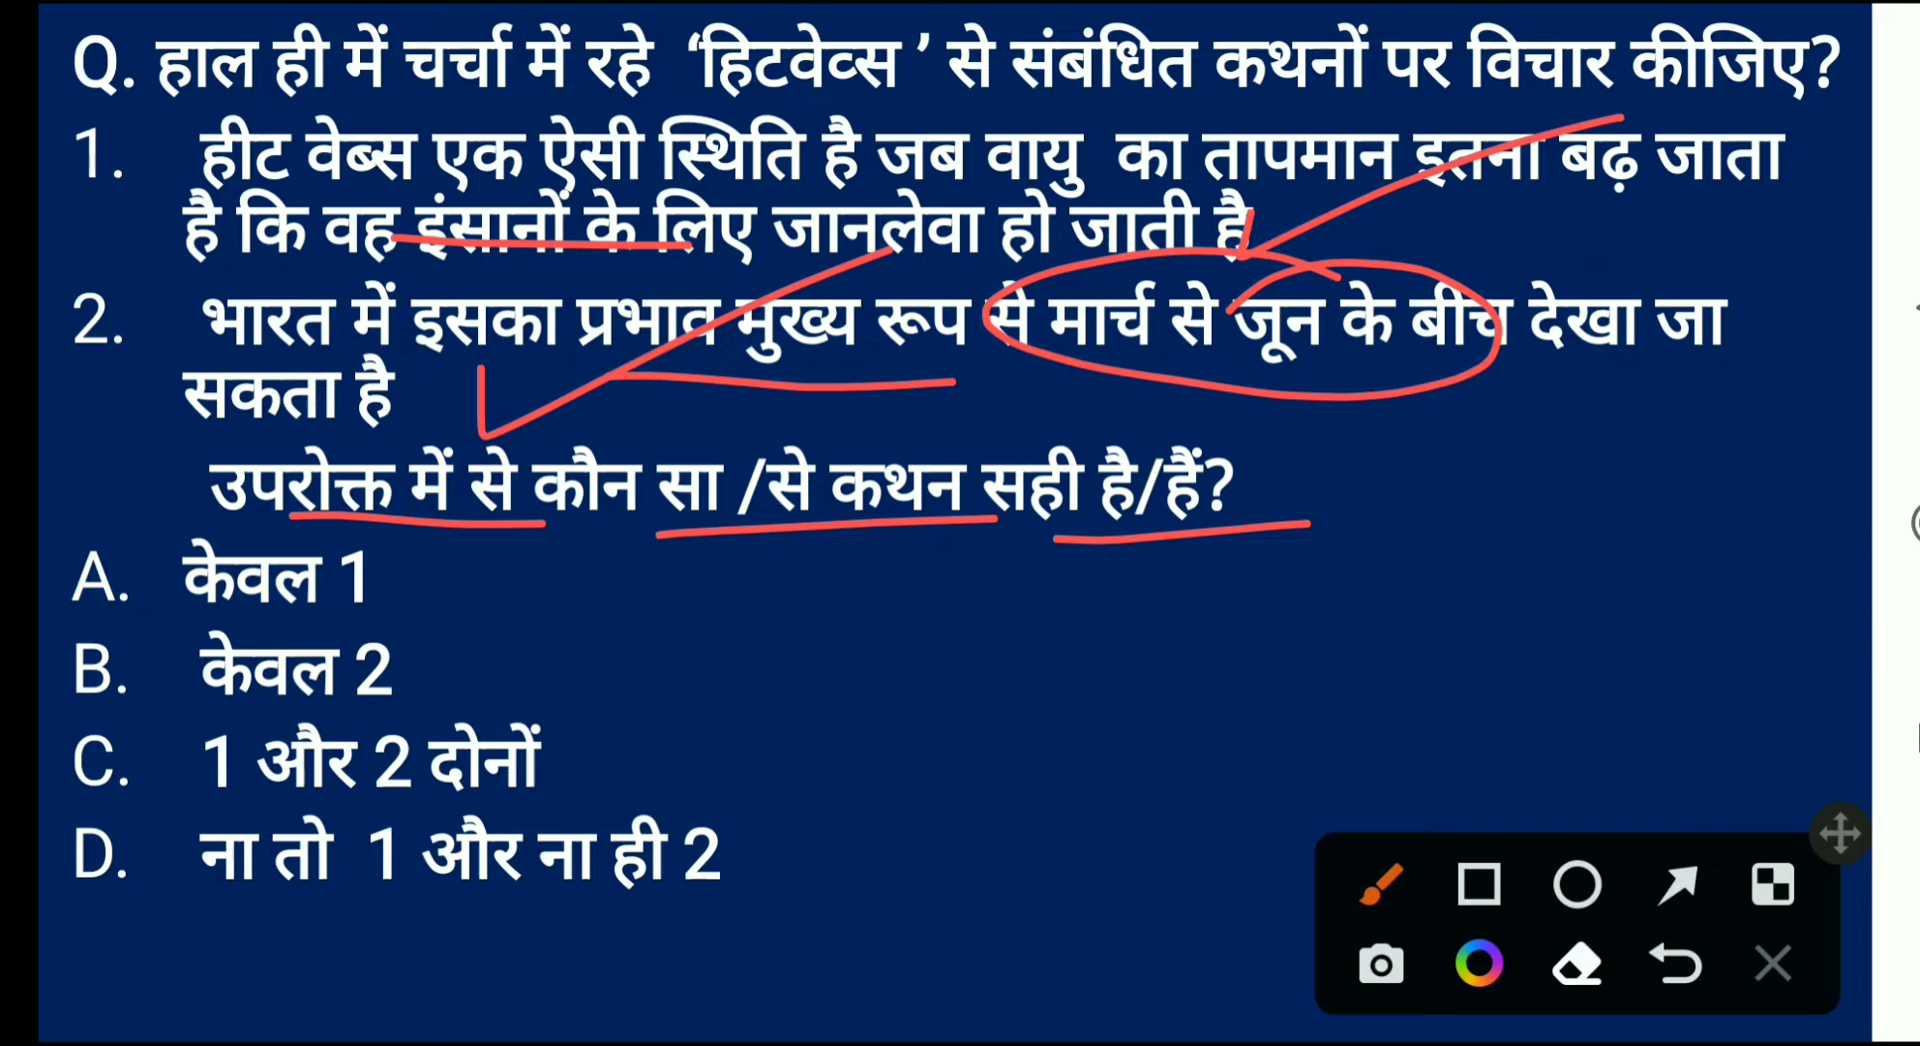 Q. हाल ही में चर्चा में रहे ‘हिटवेव्स ’ से संबंधित कथनों पर विचार कीजिए?
1. हीट वेब्स एक ऐसी स्थिति है जब वायु का तापमान इतना बढ़ जाता
है कि वह इंसानों के लिए जानलेवा हो जाती है
2. भारत में इसका प्रभाव मुख्य रूप से मार्च से जून के बीच देखा जा
सकता है
उपरोक्त में से कौन सा /से कथन सही है/हैं?
A. केवल 1
B. केवल 2
C. 1 और 2 दोनों
D. ना तो 1 और ना ही 2